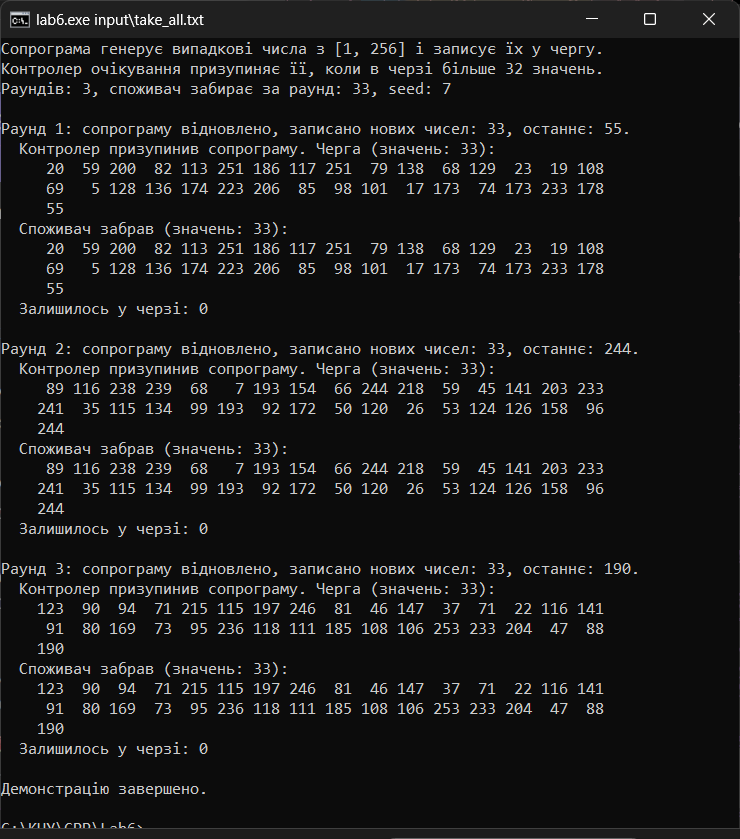 lab6.exe input\take_all.txt
Сопрограма генерує випадкові числа з [1, 256] і записує їх у чергу.
Контролер очікування призупиняє її, коли в черзі більше 32 значень.
Раундів: 3, споживач забирає за раунд: 33, seed: 7
Раунд 1: сопрограму відновлено, записано нових чисел: 33, останнє: 55.
Контролер призупинив сопрограму. Черга (значень: 33):
20 59 200 82 113 251 186 117 251 79 138 68 129 23 19 108
69 5 128 136 174 223 206 85 98 101 17 173 74 173 233 178
55
Споживач забрав (значень: 33):
20 59 200 82 113 251 186 117 251 79 138 68 129 23 19 108
69 5 128 136 174 223 206 85 98 101 17 173 74 173 233 178
55
Залишилось у черзі: 0
Раунд 2: сопрограму відновлено, записано нових чисел: 33, останнє: 244.
Контролер призупинив сопрограму. Черга (значень: 33):
89 116 238 239 68 7 193 154 66 244 218 59 45 141 203 233
241 35 115 134 99 193 92 172 50 120 26 53 124 126 158 96
244
Споживач забрав (значень: 33):
89 116 238 239 68 7 193 154 66 244 218 59 45 141 203 233
241 35 115 134 99 193 92 172 50 120 26 53 124 126 158 96
244
Залишилось у черзі: 0
Раунд 3: сопрограму відновлено, записано нових чисел: 33, останнє: 190.
Контролер призупинив сопрограму. Черга (значень: 33):
123 90 94 71 215 115 197 246 81 46 147 37 71 22 116 141
91 80 169 73 95 236 118 111 185 108 106 253 233 204 47 88
190
Споживач забрав (значень: 33):
123 90 94 71 215 115 197 246 81 46 147 37 71 22 116 141
91 80 169 73 95 236 118 111 185 108 106 253 233 204 47 88
190
Залишилось у черзі: 0
Демонстрацію завершено.